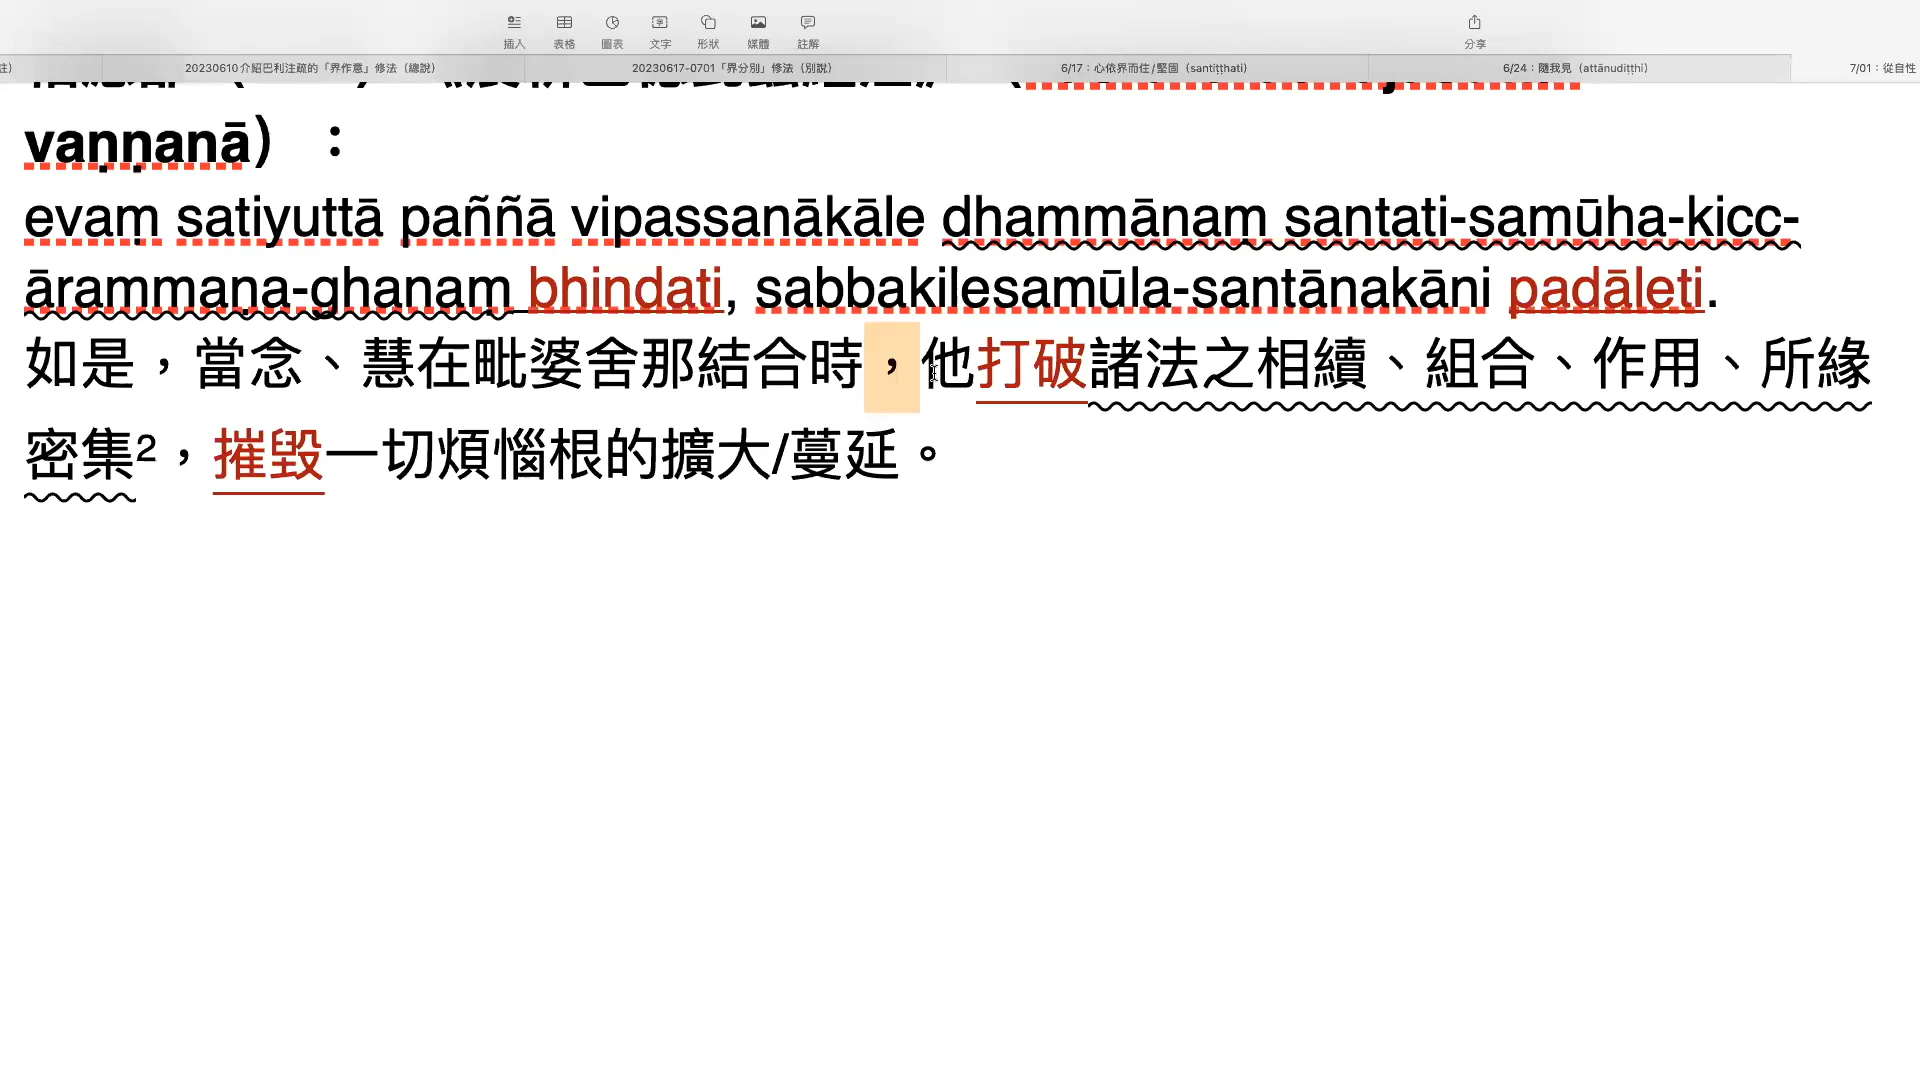 插入 表格 圖表 文字 形狀 媒體 註解 分享
註） 20230610介紹巴利注疏的「界作意」修法（總說） 20230617-0701「界分別」修法（別說） 6/17：心依界而住/堅固（santiṭṭhati） 6/24：隨我見（attānudiṭṭhi） 7/01：從自性
vaṇṇanā）：
evaṃ satiyuttā paññā vipassanākāle dhammānaṃ santati-samūha-kicc-
ārammaṇa-ghanaṃ bhindati, sabbakilesamūla-santānakāni padāleti.
如是，當念、慧在毗婆舍那結合時，他打破諸法之相續、組合、作用、所緣
密集2，摧毀一切煩惱根的擴大/蔓延。